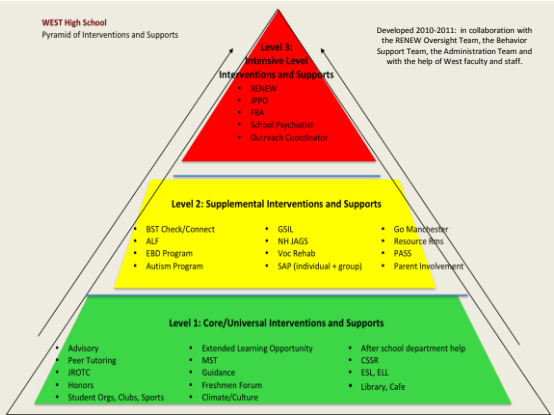 WEST High School
Pyramid of Interventions and Supports
Developed 2010-2011: in collaboration with
the RENEW Oversight Team, the Behavior
Support Team, the Administration Team and
with the help of West faculty and staff.
Level 3:
Intensive Level
Interventions and Supports
• RENEW
• JPPO
• FBA
• School Psychiatist
• Outreach Coordinator
Level 2: Supplemental Interventions and Supports
• BST Check/Connect
• ALF
• EBD Program
• Autism Program
• GSIL
• NH JAGS
• Voc Rehab
• SAP (individual + group)
• Go Manchester
• Resource Rms
• PASS
• Parent Involvement
Level 1: Core/Universal Interventions and Supports
• Advisory
• Peer Tutoring
• JROTC
• Honors
• Student Orgs, Clubs, Sports
• Extended Learning Opportunity
• MST
• Guidance
• Freshmen Forum
• Climate/Culture
• After school department help
• CSSR
• ESL, ELL
• Library, Cafe